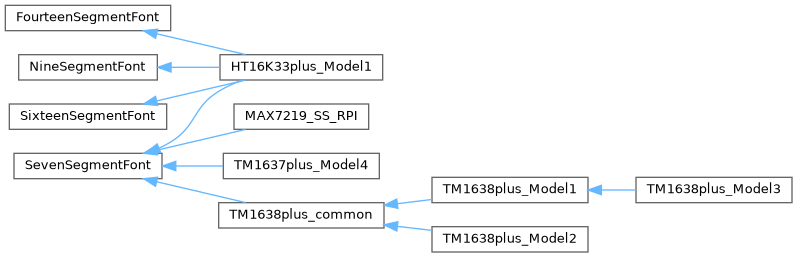 FourteenSegmentFont
NineSegmentFont
HT16K33plus_Model1
SixteenSegmentFont
MAX7219_SS_RPI
SevenSegmentFont
TM1637plus_Model4
TM1638plus_common
TM1638plus_Model1
TM1638plus_Model3
TM1638plus_Model2